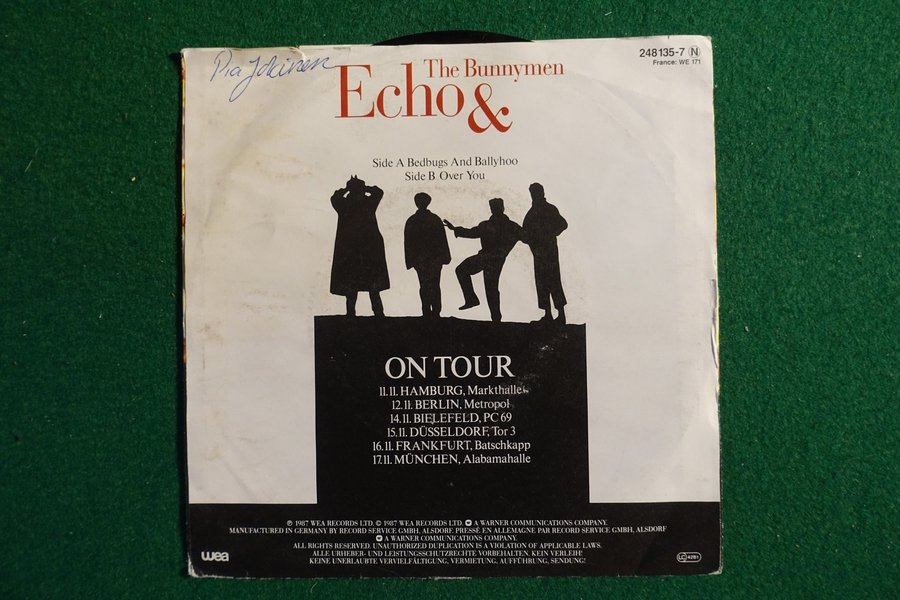 Pia Jokinen
The Bunnymen
Echo &
248 135-7 N
France: WE 171
Side A Bedbugs And Ballyhoo
Side B Over You
ON TOUR
11.11. HAMBURG, Markthalle
12.11. BERLIN, Metropol
14.11. BIELEFELD, PC 69
15.11. DÜSSELDORF, Tor 3
16.11. FRANKFURT, Batschkapp
17.11. MÜNCHEN, Alabamahalle
℗ 1987 WEA RECORDS LTD. © 1987 WEA RECORDS LTD. A WARNER COMMUNICATIONS COMPANY.
MANUFACTURED IN GERMANY BY RECORD SERVICE GMBH, ALSDORF. PRESSÉ EN ALLEMAGNE PAR RECORD SERVICE GMBH, ALSDORF
A WARNER COMMUNICATIONS COMPANY.
ALL RIGHTS RESERVED. UNAUTHORIZED DUPLICATION IS A VIOLATION OF APPLICABLE LAWS.
ALLE URHEBER- UND LEISTUNGSSCHUTZRECHTE VORBEHALTEN. KEIN VERLEIH!
KEINE UNERLAUBTE VERVIELFÄLTIGUNG, VERMIETUNG, AUFFÜHRUNG, SENDUNG!
wea
LC 4281